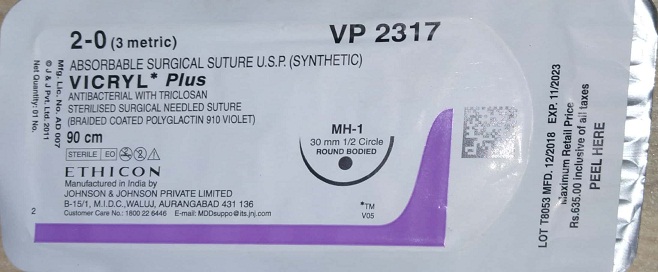 2-0 (3 metric)
VP 2317
ABSORBABLE SURGICAL SUTURE U.S.P. (SYNTHETIC)
VICRYL* Plus
ANTIBACTERIAL WITH TRICLOSAN
STERILISED SURGICAL NEEDLED SUTURE
(BRAIDED COATED POLYGLACTIN 910 VIOLET)
90 cm
STERILE EO
ETHICON
Manufactured in India by
JOHNSON & JOHNSON PRIVATE LIMITED
B-15/1, M.I.D.C.,WALUJ, AURANGABAD 431 136
Customer Care No.: 1800 22 6446 E-mail: MDDsuppo@its.jnj.com
2
MH-1
30 mm 1/2 Circle
ROUND BODIED
*TM
V05
Mfg. Lic. No. AD 007
© J & J Pvt. Ltd. 2011
Net Quantity: 01 No.
LOT T8053 MFD. 12/2018 EXP. 11/2023
Maximum Retail Price
Rs.635.00 inclusive of all taxes
PEEL HERE